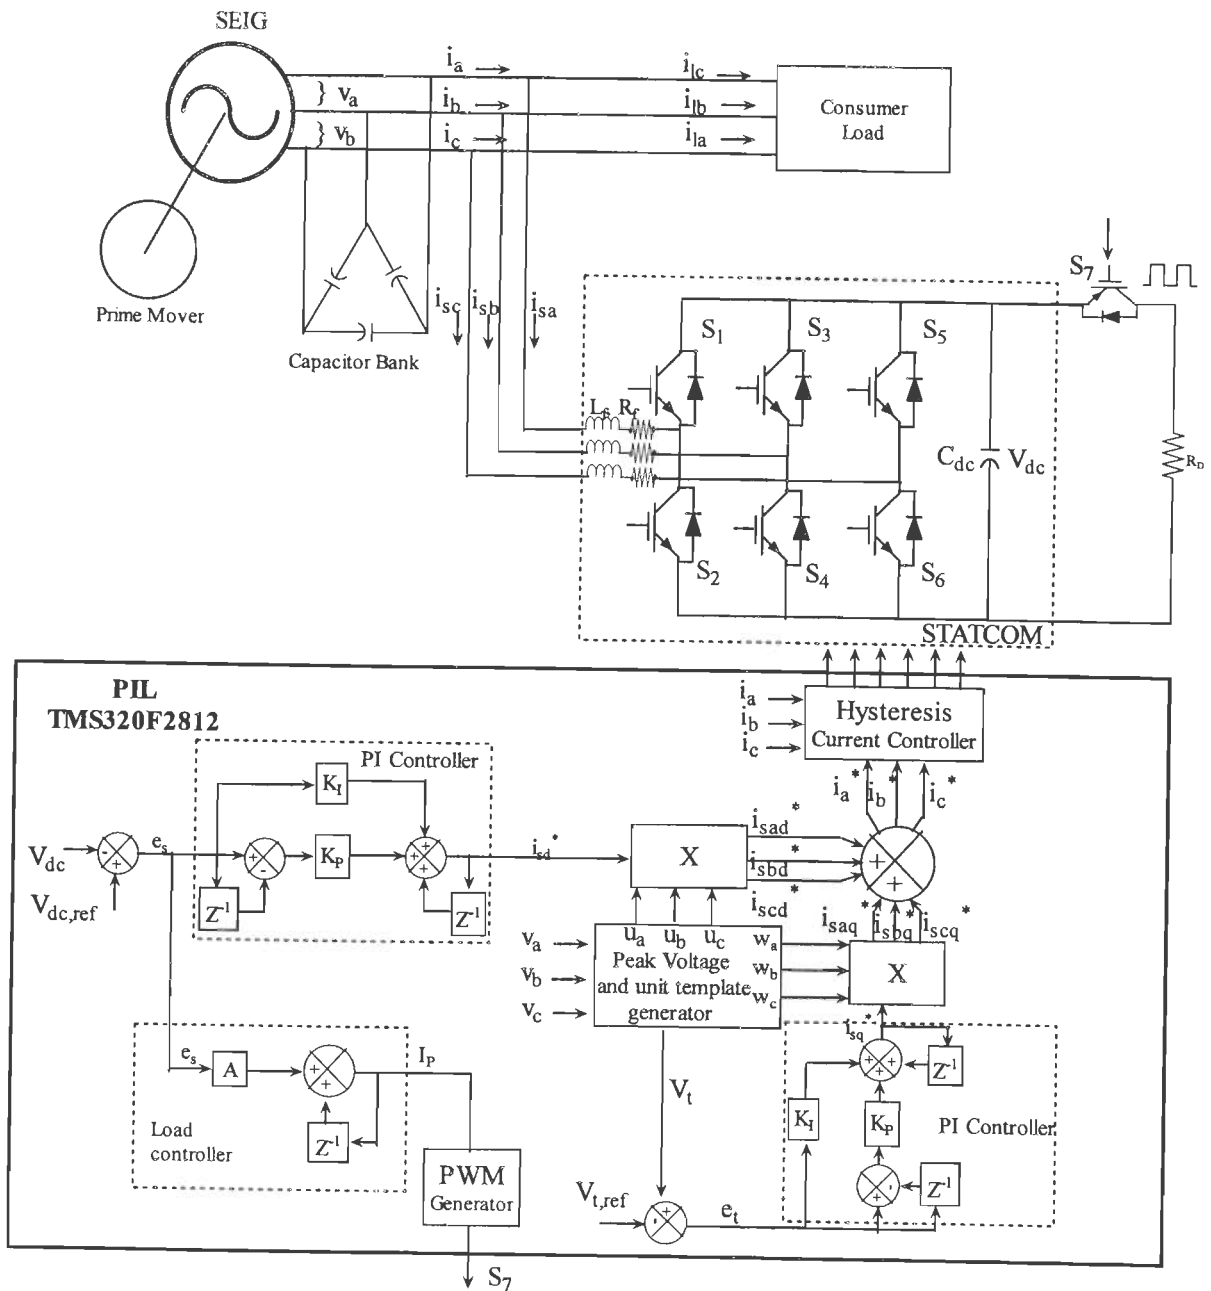 SEIG
i_a
i_lc
} v_a
i_b
i_lb
} v_b
i_c
i_la
Consumer
Load
Prime Mover
Capacitor Bank
i_sc
i_sb
i_sa
S_7
S_1
S_3
S_5
L_f
R_f
C_dc
V_dc
R_D
S_2
S_4
S_6
STATCOM
PIL
TMS320F2812
i_a
i_b
i_c
Hysteresis
Current Controller
PI Controller
i_a*
i_b*
i_c*
K_I
e_s
K_P
V_dc
V_dc,ref
Z^-1
Z^-1
i_sd*
X
i_sad*
i_sbd*
i_scd*
+
+
i_saq*
i_sbq*
i_scq*
v_a
v_b
v_c
u_a
u_b
u_c
w_a
w_b
w_c
Peak Voltage
and unit template
generator
X
i_sq*
e_s
A
I_P
Z^-1
Load
controller
PWM
Generator
S_7
V_t
V_t,ref
e_t
K_I
K_P
Z^-1
Z^-1
PI Controller